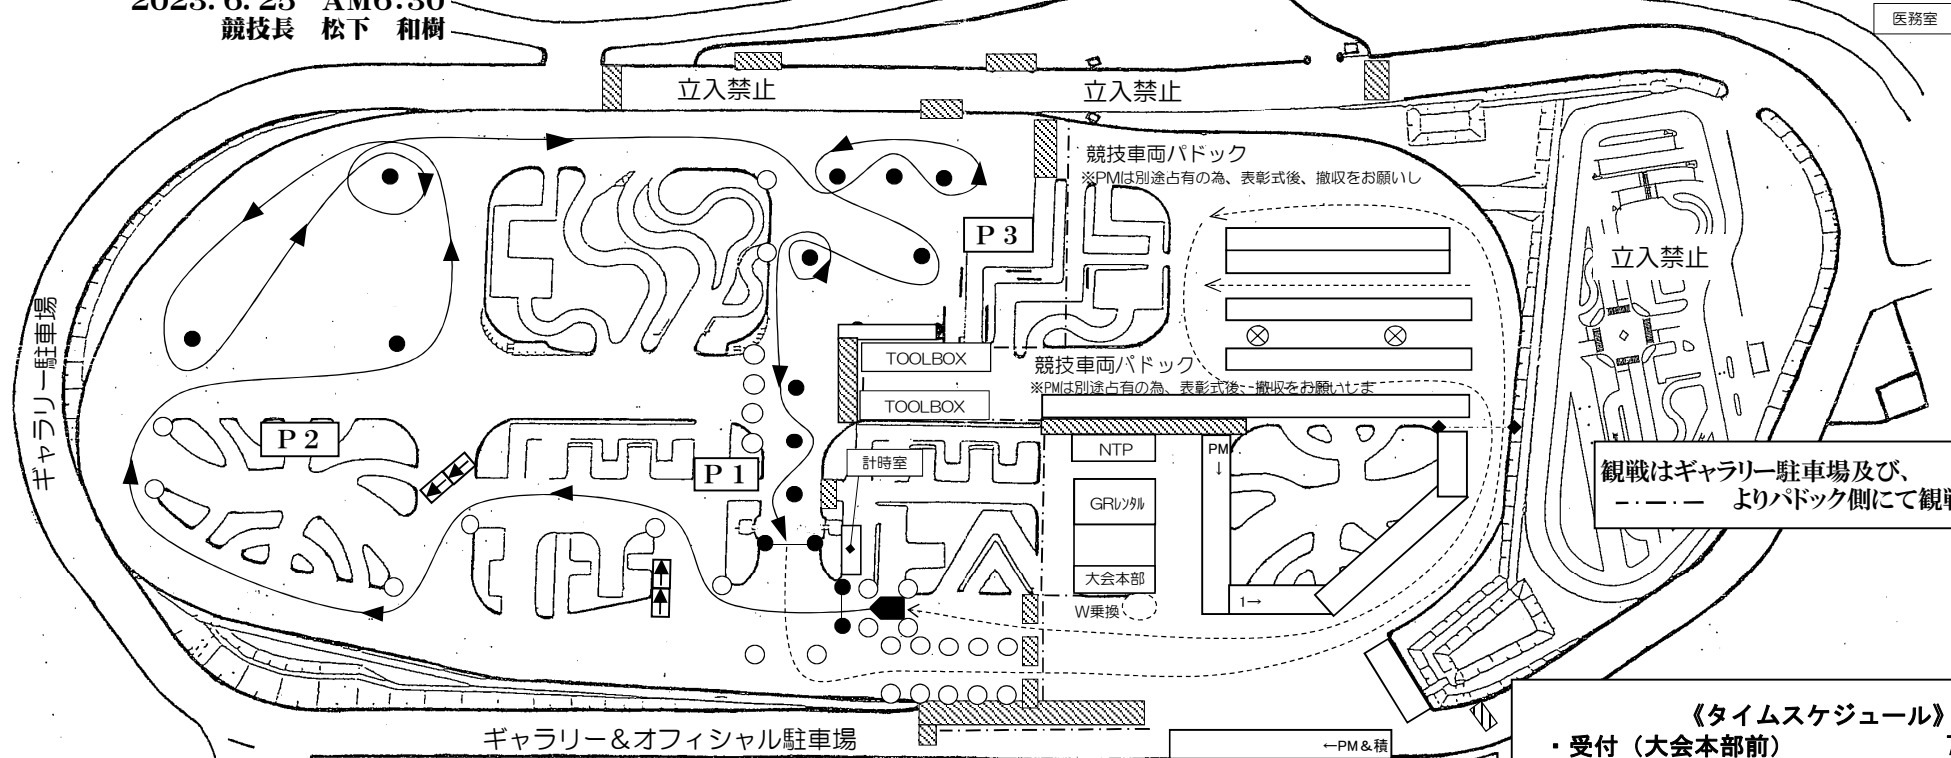 2023. 6. 25　AM6:30
競技長　松下　和樹
医務室
立入禁止
立入禁止
競技車両パドック
※PMは別途占有の為、表彰式後、撤収をお願いし
P 3
立入禁止
ギャラリー駐車場
TOOLBOX
競技車両パドック
※PMは別途占有の為、表彰式後、撤収をお願いしま
TOOLBOX
P 2
P 1
計時室
NTP
PM
↓
GRﾚﾝﾀﾙ
大会本部
W乗換
1→
観戦はギャラリー駐車場及び、
よりパドック側にて観戦
《タイムスケジュール》
・受付（大会本部前）
ギャラリー＆オフィシャル駐車場
←PM＆積